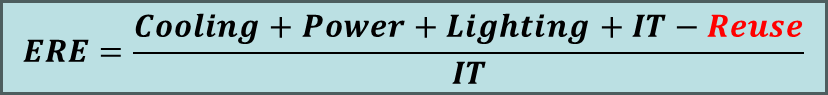 ERE = (Cooling + Power + Lighting + IT − Reuse) / IT